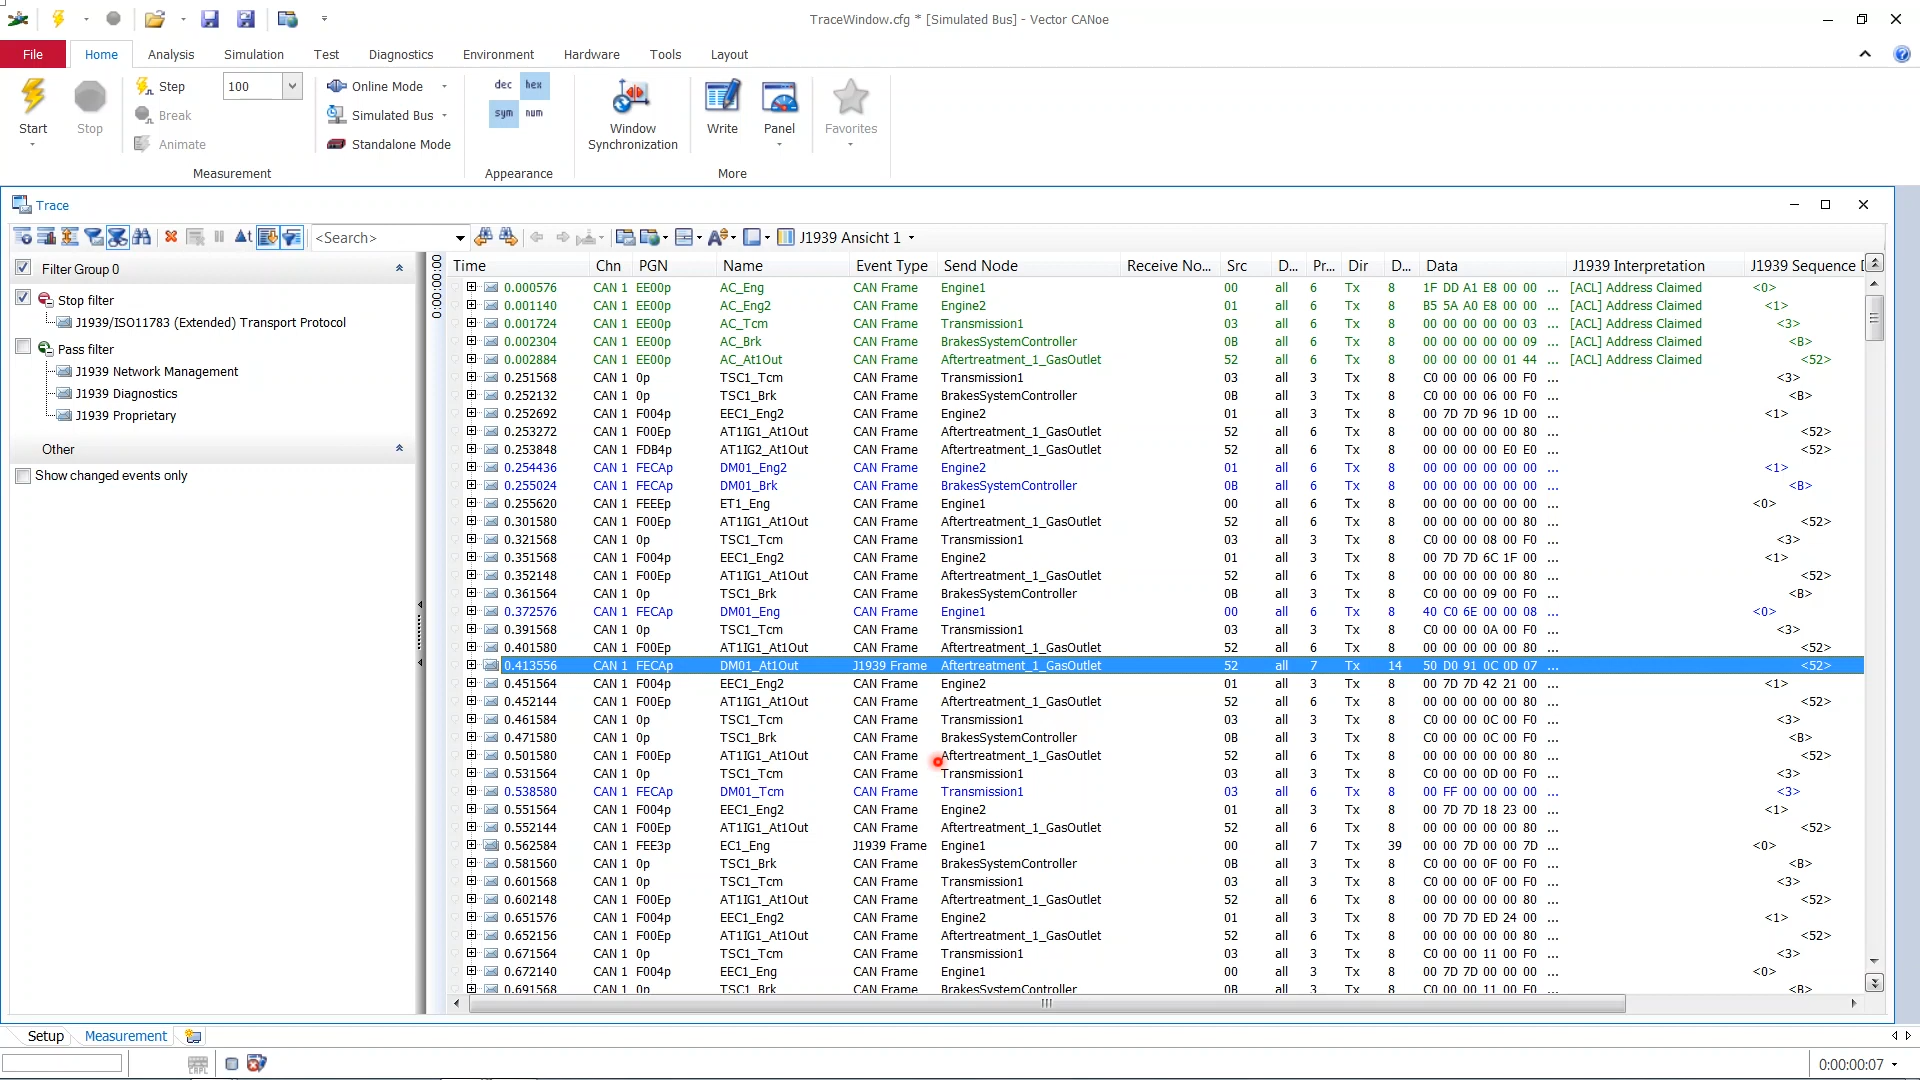 TraceWindow.cfg * [Simulated Bus] - Vector CANoe
File Home Analysis Simulation Test Diagnostics Environment Hardware Tools Layout
Start
Stop
Step
100
Break
Animate
Measurement
Online Mode
Simulated Bus
Standalone Mode
dec hex
sym num
Appearance
Window
Synchronization
Write
Panel
More
Favorites
Trace
<Search>
J1939 Ansicht 1
Filter Group 0
Stop filter
J1939/ISO11783 (Extended) Transport Protocol
Pass filter
J1939 Network Management
J1939 Diagnostics
J1939 Proprietary
Other
Show changed events only
0:00:00:00
Time Chn PGN Name Event Type Send Node Receive No... Src D... Pr... Dir D... Data J1939 Interpretation J1939 Sequence D
0.000576 CAN 1 EE00p AC_Eng CAN Frame Engine1 00 all 6 Tx 8 1F DD A1 E8 00 00 ... [ACL] Address Claimed <0>
0.001140 CAN 1 EE00p AC_Eng2 CAN Frame Engine2 01 all 6 Tx 8 B5 5A A0 E8 00 00 ... [ACL] Address Claimed <1>
0.001724 CAN 1 EE00p AC_Tcm CAN Frame Transmission1 03 all 6 Tx 8 00 00 00 00 00 03 ... [ACL] Address Claimed <3>
0.002304 CAN 1 EE00p AC_Brk CAN Frame BrakesSystemController 0B all 6 Tx 8 00 00 00 00 00 09 ... [ACL] Address Claimed <B>
0.002884 CAN 1 EE00p AC_At1Out CAN Frame Aftertreatment_1_GasOutlet 52 all 6 Tx 8 00 00 00 00 01 44 ... [ACL] Address Claimed <52>
0.251568 CAN 1 0p TSC1_Tcm CAN Frame Transmission1 03 all 3 Tx 8 C0 00 00 06 00 F0 ... <3>
0.252132 CAN 1 0p TSC1_Brk CAN Frame BrakesSystemController 0B all 3 Tx 8 C0 00 00 06 00 F0 ... <B>
0.252692 CAN 1 F004p EEC1_Eng2 CAN Frame Engine2 01 all 3 Tx 8 00 7D 7D 96 1D 00 ... <1>
0.253272 CAN 1 F00Ep AT1IG1_At1Out CAN Frame Aftertreatment_1_GasOutlet 52 all 6 Tx 8 00 00 00 00 00 80 ... <52>
0.253848 CAN 1 FDB4p AT1IG2_At1Out CAN Frame Aftertreatment_1_GasOutlet 52 all 6 Tx 8 00 00 00 00 E0 E0 ... <52>
0.254436 CAN 1 FECAp DM01_Eng2 CAN Frame Engine2 01 all 6 Tx 8 00 00 00 00 00 00 ... <1>
0.255024 CAN 1 FECAp DM01_Brk CAN Frame BrakesSystemController 0B all 6 Tx 8 00 00 00 00 00 00 ... <B>
0.255620 CAN 1 FEEEp ET1_Eng CAN Frame Engine1 00 all 6 Tx 8 00 00 00 00 00 00 ... <0>
0.301580 CAN 1 F00Ep AT1IG1_At1Out CAN Frame Aftertreatment_1_GasOutlet 52 all 6 Tx 8 00 00 00 00 00 80 ... <52>
0.321568 CAN 1 0p TSC1_Tcm CAN Frame Transmission1 03 all 3 Tx 8 C0 00 00 08 00 F0 ... <3>
0.351568 CAN 1 F004p EEC1_Eng2 CAN Frame Engine2 01 all 3 Tx 8 00 7D 7D 6C 1F 00 ... <1>
0.352148 CAN 1 F00Ep AT1IG1_At1Out CAN Frame Aftertreatment_1_GasOutlet 52 all 6 Tx 8 00 00 00 00 00 80 ... <52>
0.361564 CAN 1 0p TSC1_Brk CAN Frame BrakesSystemController 0B all 3 Tx 8 C0 00 00 09 00 F0 ... <B>
0.372576 CAN 1 FECAp DM01_Eng CAN Frame Engine1 00 all 6 Tx 8 40 C0 6E 00 00 08 ... <0>
0.391568 CAN 1 0p TSC1_Tcm CAN Frame Transmission1 03 all 3 Tx 8 C0 00 00 0A 00 F0 ... <3>
0.401580 CAN 1 F00Ep AT1IG1_At1Out CAN Frame Aftertreatment_1_GasOutlet 52 all 6 Tx 8 00 00 00 00 00 80 ... <52>
0.413556 CAN 1 FECAp DM01_At1Out J1939 Frame Aftertreatment_1_GasOutlet 52 all 7 Tx 14 50 D0 91 0C 0D 07 ... <52>
0.451564 CAN 1 F004p EEC1_Eng2 CAN Frame Engine2 01 all 3 Tx 8 00 7D 7D 42 21 00 ... <1>
0.452144 CAN 1 F00Ep AT1IG1_At1Out CAN Frame Aftertreatment_1_GasOutlet 52 all 6 Tx 8 00 00 00 00 00 80 ... <52>
0.461584 CAN 1 0p TSC1_Tcm CAN Frame Transmission1 03 all 3 Tx 8 C0 00 00 0C 00 F0 ... <3>
0.471580 CAN 1 0p TSC1_Brk CAN Frame BrakesSystemController 0B all 3 Tx 8 C0 00 00 0C 00 F0 ... <B>
0.501580 CAN 1 F00Ep AT1IG1_At1Out CAN Frame Aftertreatment_1_GasOutlet 52 all 6 Tx 8 00 00 00 00 00 80 ... <52>
0.531564 CAN 1 0p TSC1_Tcm CAN Frame Transmission1 03 all 3 Tx 8 C0 00 00 0D 00 F0 ... <3>
0.538580 CAN 1 FECAp DM01_Tcm CAN Frame Transmission1 03 all 6 Tx 8 00 FF 00 00 00 00 ... <3>
0.551564 CAN 1 F004p EEC1_Eng2 CAN Frame Engine2 01 all 3 Tx 8 00 7D 7D 18 23 00 ... <1>
0.552144 CAN 1 F00Ep AT1IG1_At1Out CAN Frame Aftertreatment_1_GasOutlet 52 all 6 Tx 8 00 00 00 00 00 80 ... <52>
0.562584 CAN 1 FEE3p EC1_Eng J1939 Frame Engine1 00 all 7 Tx 39 00 00 7D 00 00 7D ... <0>
0.581560 CAN 1 0p TSC1_Brk CAN Frame BrakesSystemController 0B all 3 Tx 8 C0 00 00 0F 00 F0 ... <B>
0.601568 CAN 1 0p TSC1_Tcm CAN Frame Transmission1 03 all 3 Tx 8 C0 00 00 0F 00 F0 ... <3>
0.602148 CAN 1 F00Ep AT1IG1_At1Out CAN Frame Aftertreatment_1_GasOutlet 52 all 6 Tx 8 00 00 00 00 00 80 ... <52>
0.651576 CAN 1 F004p EEC1_Eng2 CAN Frame Engine2 01 all 3 Tx 8 00 7D 7D ED 24 00 ... <1>
0.652156 CAN 1 F00Ep AT1IG1_At1Out CAN Frame Aftertreatment_1_GasOutlet 52 all 6 Tx 8 00 00 00 00 00 80 ... <52>
0.671564 CAN 1 0p TSC1_Tcm CAN Frame Transmission1 03 all 3 Tx 8 C0 00 00 11 00 F0 ... <3>
0.672140 CAN 1 F004p EEC1_Eng CAN Frame Engine1 00 all 3 Tx 8 00 7D 7D 00 00 00 ... <0>
0.691568 CAN 1 0p TSC1_Brk CAN Frame BrakesSystemController 0B all 3 Tx 8 C0 00 00 11 00 F0 ... <B>
Setup Measurement
CAPL
0:00:00:07